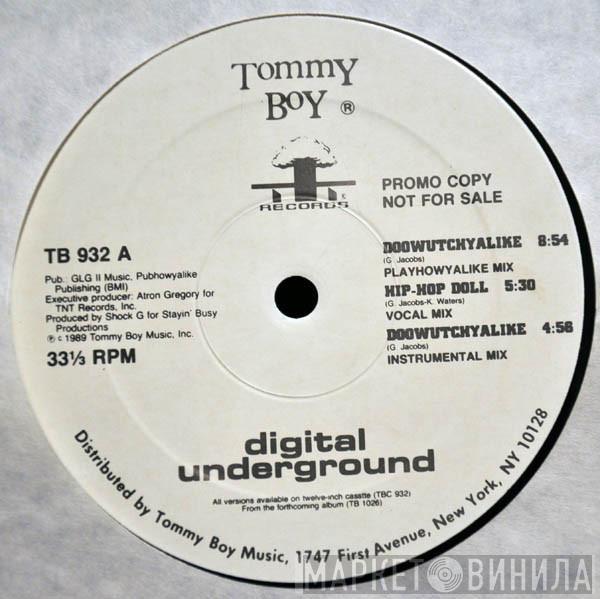 Tommy
Boy ®
TNT
RECORDS
PROMO COPY
NOT FOR SALE
TB 932 A
Pub.: GLG II Music, Pubhowyalike
Publishing (BMI)
Executive producer: Atron Gregory for
TNT Records, Inc.
Produced by Shock G for Stayin' Busy
Productions
℗ © 1989 Tommy Boy Music, Inc.
33⅓ RPM
DOOWUTCHYALIKE 8:54
(G. Jacobs)
PLAYHOWYALIKE MIX
HIP-HOP DOLL 5:30
(G. Jacobs-K. Waters)
VOCAL MIX
DOOWUTCHYALIKE 4:56
(G. Jacobs)
INSTRUMENTAL MIX
digital
underground
All versions available on twelve-inch cassette (TBC 932)
From the forthcoming album (TB 1026)
Distributed by Tommy Boy Music, 1747 First Avenue, New York, NY 10128
МАРКЕТ ВИНИЛА